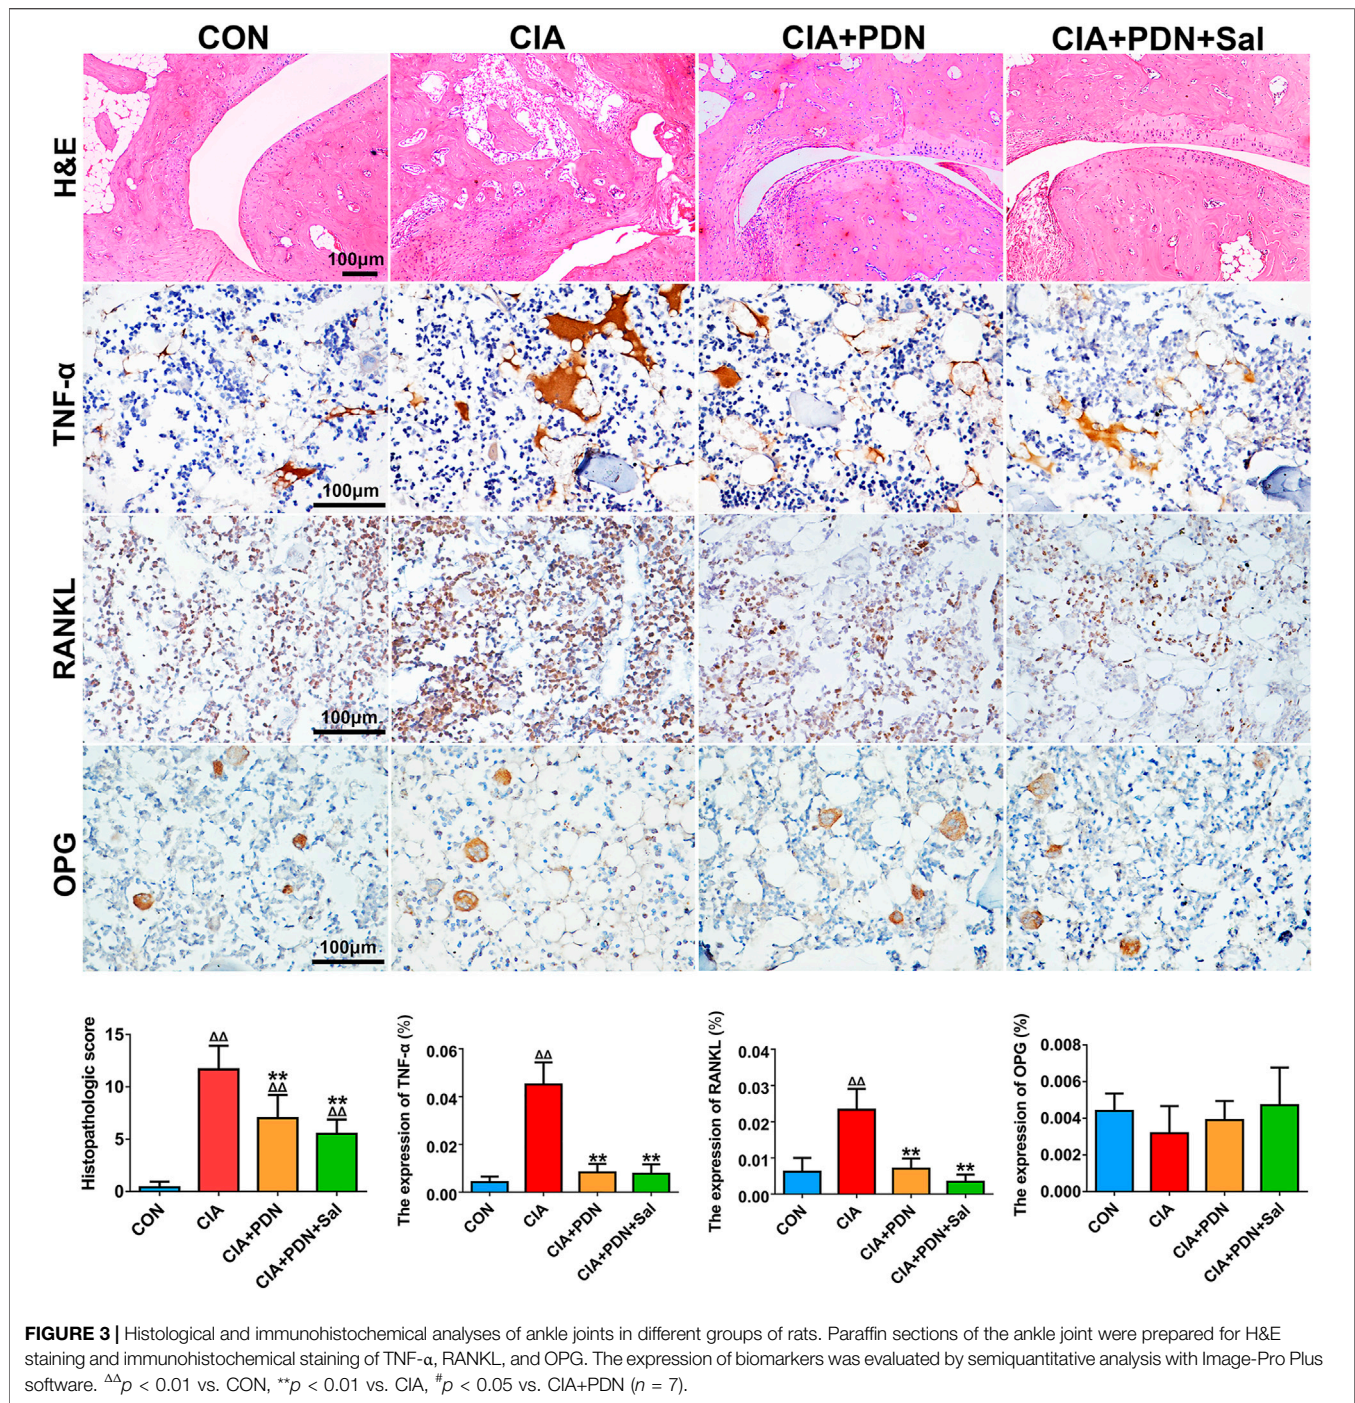 CON CIA CIA+PDN CIA+PDN+Sal
H&E
100μm
TNF-α
100μm
RANKL
100μm
OPG
100μm
Histopathologic score
15
10
5
0
ΔΔ
**
ΔΔ
**
ΔΔ
CON
CIA
CIA+PDN
CIA+PDN+Sal
The expression of TNF-α (%)
0.06
0.04
0.02
0.00
ΔΔ
**
**
CON
CIA
CIA+PDN
CIA+PDN+Sal
The expression of RANKL (%)
0.04
0.03
0.02
0.01
0.00
ΔΔ
**
**
CON
CIA
CIA+PDN
CIA+PDN+Sal
The expression of OPG (%)
0.008
0.006
0.004
0.002
0.000
CON
CIA
CIA+PDN
CIA+PDN+Sal
FIGURE 3 | Histological and immunohistochemical analyses of ankle joints in different groups of rats. Paraffin sections of the ankle joint were prepared for H&E
staining and immunohistochemical staining of TNF-α, RANKL, and OPG. The expression of biomarkers was evaluated by semiquantitative analysis with Image-Pro Plus
software. ΔΔp < 0.01 vs. CON, **p < 0.01 vs. CIA, #p < 0.05 vs. CIA+PDN (n = 7).